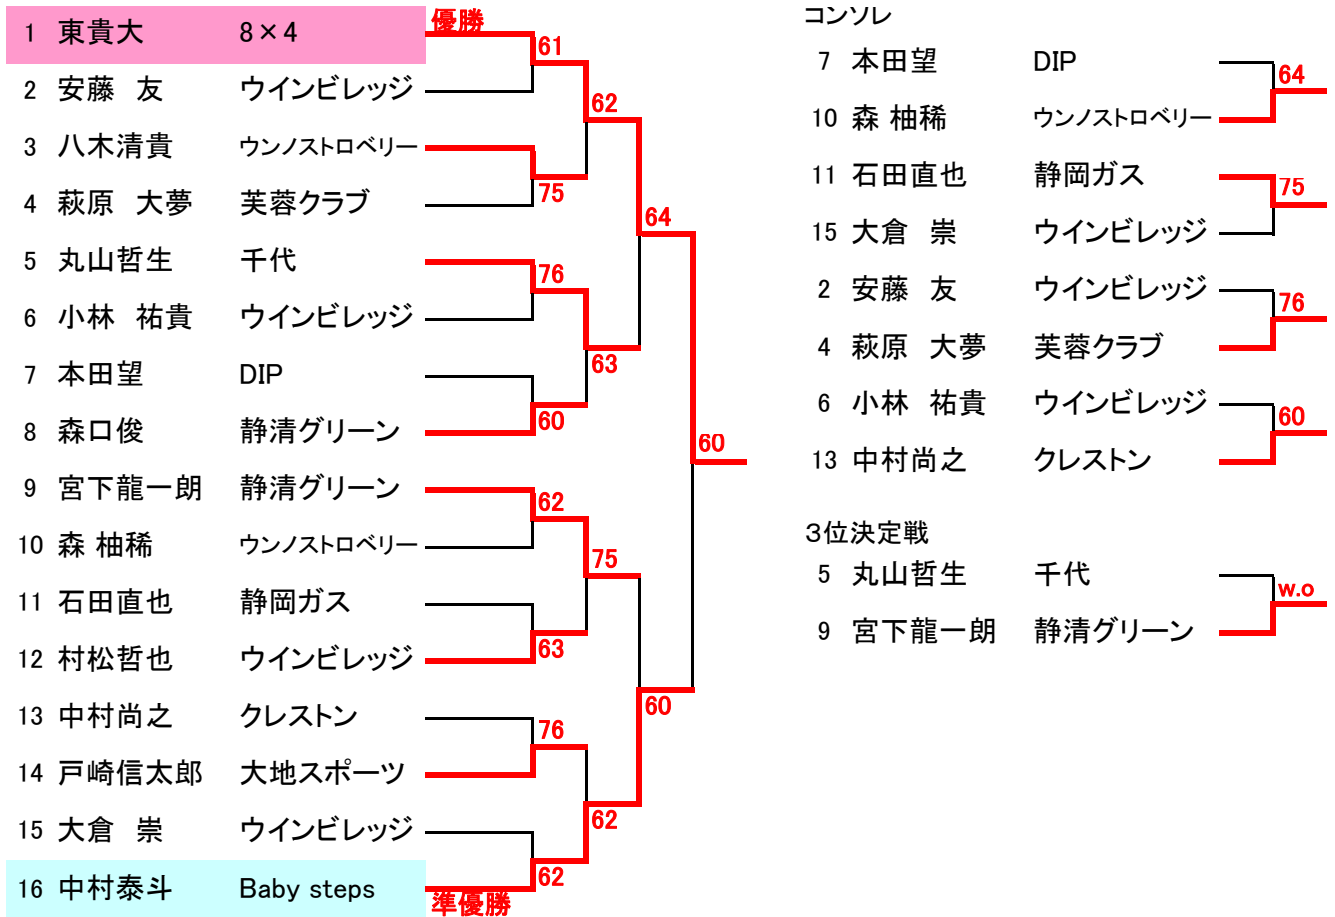 優勝
1 東貴大 8×4
61
2 安藤 友 ウインビレッジ
62
3 八木清貴 ウンノストロベリー
75
4 萩原 大夢 芙蓉クラブ
64
5 丸山哲生 千代
76
6 小林 祐貴 ウインビレッジ
63
7 本田望 DIP
60
8 森口俊 静清グリーン
60
9 宮下龍一朗 静清グリーン
62
10 森 柚稀 ウンノストロベリー
75
11 石田直也 静岡ガス
63
12 村松哲也 ウインビレッジ
60
13 中村尚之 クレストン
76
14 戸崎信太郎 大地スポーツ
62
15 大倉 崇 ウインビレッジ
62
16 中村泰斗 Baby steps
準優勝
コンソレ
7 本田望 DIP
64
10 森 柚稀 ウンノストロベリー
11 石田直也 静岡ガス
75
15 大倉 崇 ウインビレッジ
2 安藤 友 ウインビレッジ
76
4 萩原 大夢 芙蓉クラブ
6 小林 祐貴 ウインビレッジ
60
13 中村尚之 クレストン
３位決定戦
5 丸山哲生 千代
w.o
9 宮下龍一朗 静清グリーン